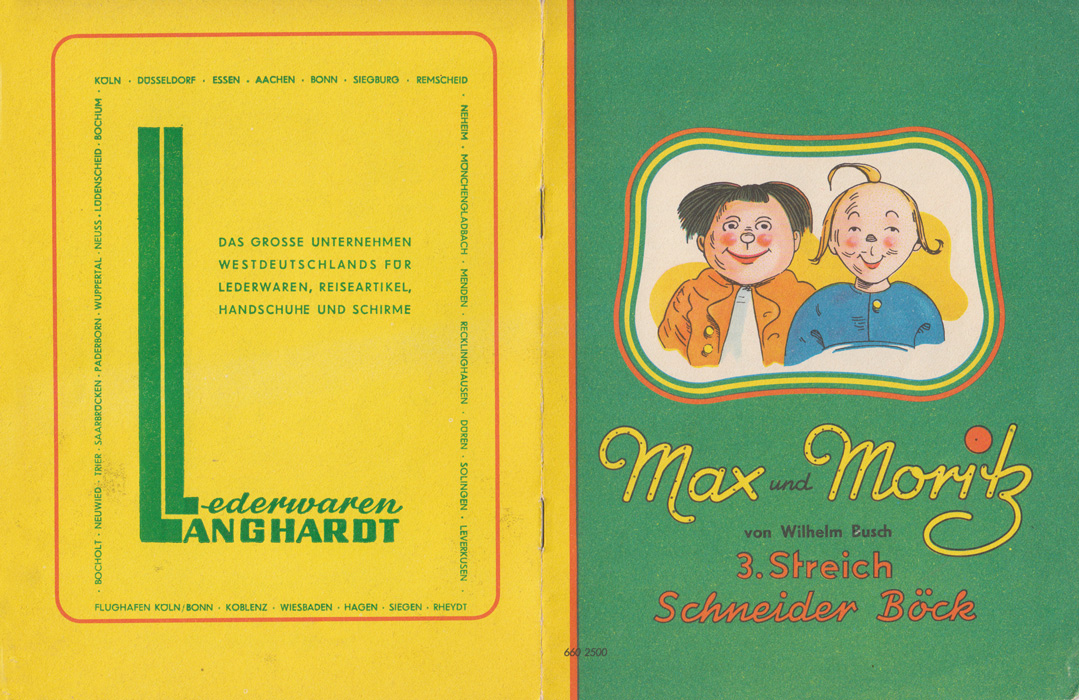 KÖLN · DÜSSELDORF · ESSEN · AACHEN · BONN · SIEGBURG · REMSCHEID
· NEHEIM · MÖNCHENGLADBACH · MENDEN · RECKLINGHAUSEN · DÜREN · SOLINGEN · LEVERKUSEN ·
FLUGHAFEN KÖLN/BONN · KOBLENZ · WIESBADEN · HAGEN · SIEGEN · RHEYDT
· BOCHOLT · NEUWIED · TRIER · SAARBRÜCKEN · PADERBORN · WUPPERTAL · NEUSS · LÜDENSCHEID · BOCHUM ·
DAS GROSSE UNTERNEHMEN
WESTDEUTSCHLANDS FÜR
LEDERWAREN, REISEARTIKEL,
HANDSCHUHE UND SCHIRME
Lederwaren
LANGHARDT
Max und Moritz
von Wilhelm Busch
3. Streich
Schneider Böck
660 2500